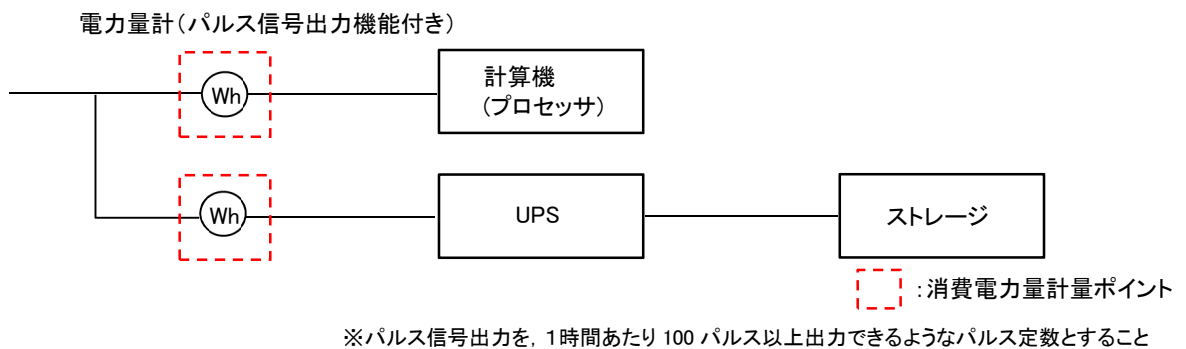 電力量計(パルス信号出力機能付き)
Wh
計算機
(プロセッサ)
Wh
UPS
ストレージ
:消費電力量計量ポイント
※パルス信号出力を, 1時間あたり 100 パルス以上出力できるようなパルス定数とすること